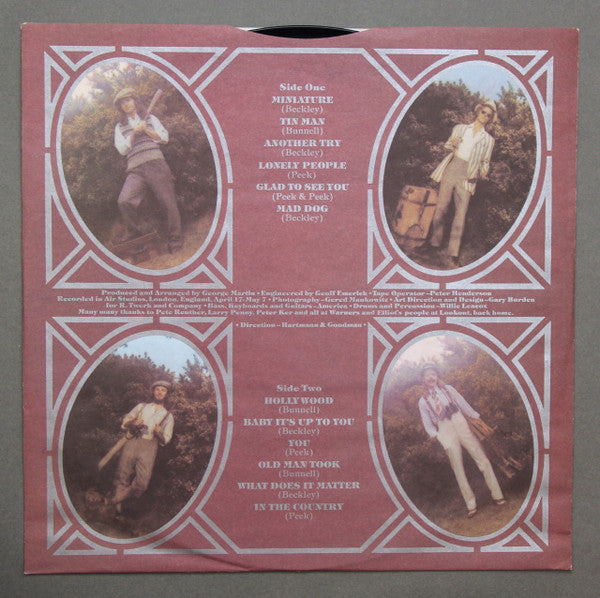 Side One
MINIATURE
(Beckley)
TIN MAN
(Bunnell)
ANOTHER TRY
(Beckley)
LONELY PEOPLE
(Peek)
GLAD TO SEE YOU
(Peek & Peek)
MAD DOG
(Beckley)
Produced and Arranged by George Martin • Engineered by Geoff Emerick • Tape Operator–Peter Henderson
Recorded in Air Studios, London, England, April 17-May 7 • Photography–Gered Mankowitz • Art Direction and Design–Gary Burden
for R. Twerk and Company • Bass, Keyboards and Guitars–America • Drums and Percussion–Willie Leacox
Many many thanks to Pete Reuther, Larry Penny, Peter Ker and all at Warners and Elliot's people at Lookout, back home.
• Direction – Hartmann & Goodman •
Side Two
HOLLYWOOD
(Bunnell)
BABY IT'S UP TO YOU
(Beckley)
YOU
(Peek)
OLD MAN TOOK
(Bunnell)
WHAT DOES IT MATTER
(Beckley)
IN THE COUNTRY
(Peek)